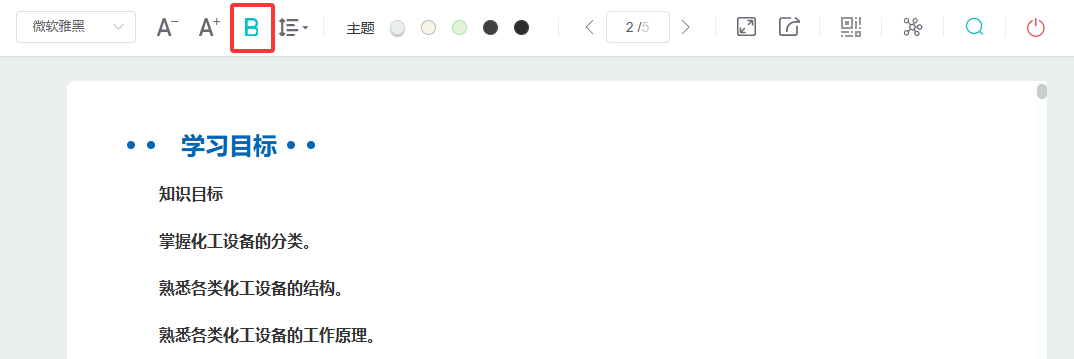 微软雅黑 A⁻ A⁺ B 主题 2 /5
学习目标
知识目标
掌握化工设备的分类。
熟悉各类化工设备的结构。
熟悉各类化工设备的工作原理。